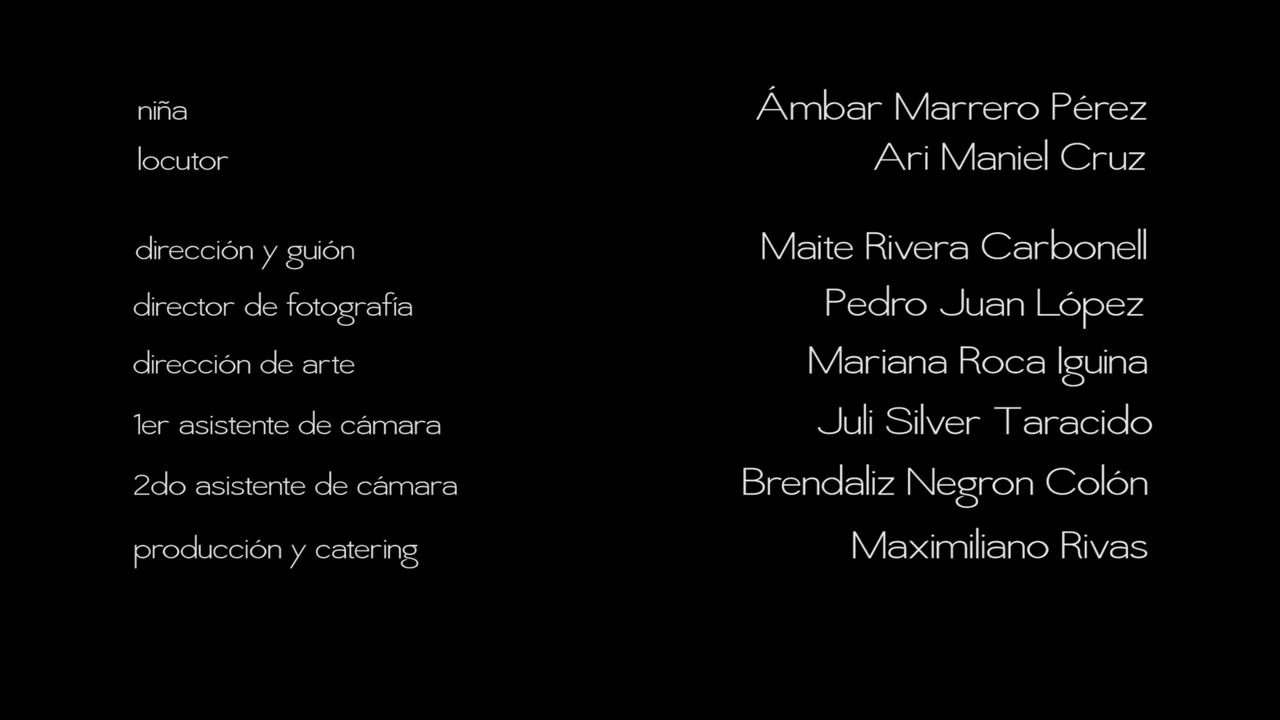 niña Ámbar Marrero Pérez
locutor Ari Maniel Cruz
dirección y guión Maite Rivera Carbonell
director de fotografía Pedro Juan López
dirección de arte Mariana Roca Iguina
1er asistente de cámara Juli Silver Taracido
2do asistente de cámara Brendaliz Negron Colón
producción y catering Maximiliano Rivas